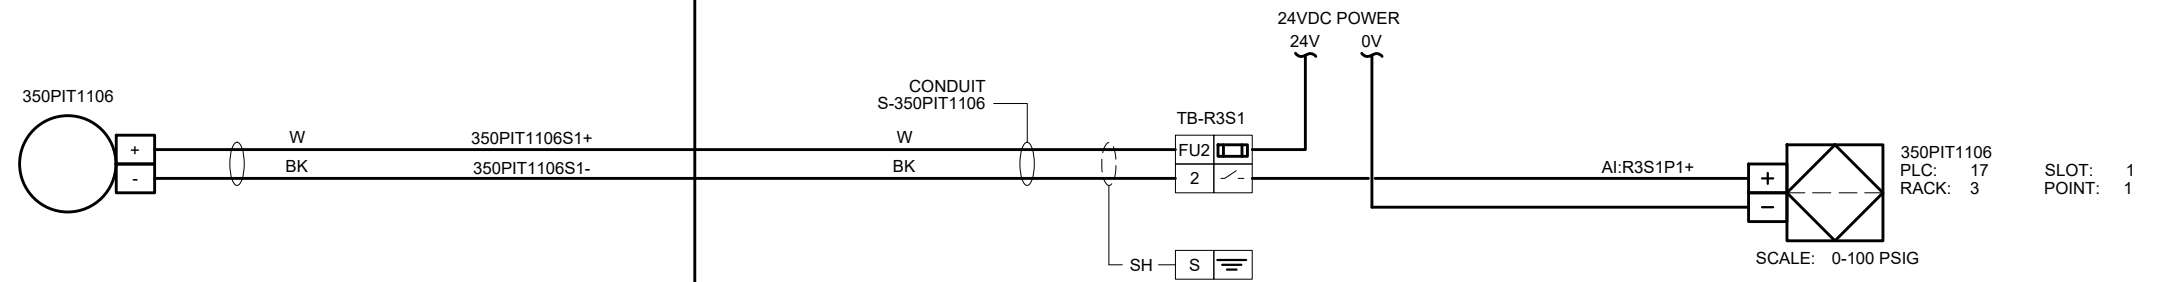 24VDC POWER
24V 0V
350PIT1106
CONDUIT
S-350PIT1106
TB-R3S1
+ W 350PIT1106S1+ W FU2
- BK 350PIT1106S1- BK 2
AI:R3S1P1+
+
−
350PIT1106
PLC: 17 SLOT: 1
RACK: 3 POINT: 1
SH S
SCALE: 0-100 PSIG